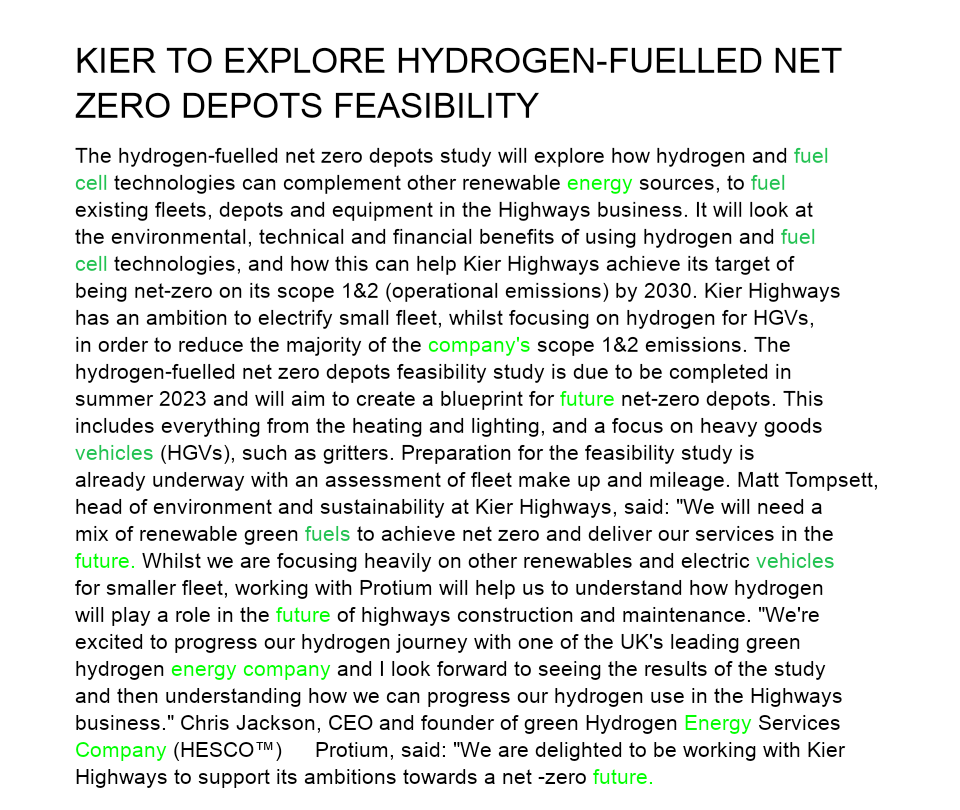 KIER TO EXPLORE HYDROGEN-FUELLED NET
ZERO DEPOTS FEASIBILITY
The hydrogen-fuelled net zero depots study will explore how hydrogen and fuel
cell technologies can complement other renewable energy sources, to fuel
existing fleets, depots and equipment in the Highways business. It will look at
the environmental, technical and financial benefits of using hydrogen and fuel
cell technologies, and how this can help Kier Highways achieve its target of
being net-zero on its scope 1&2 (operational emissions) by 2030. Kier Highways
has an ambition to electrify small fleet, whilst focusing on hydrogen for HGVs,
in order to reduce the majority of the company's scope 1&2 emissions. The
hydrogen-fuelled net zero depots feasibility study is due to be completed in
summer 2023 and will aim to create a blueprint for future net-zero depots. This
includes everything from the heating and lighting, and a focus on heavy goods
vehicles (HGVs), such as gritters. Preparation for the feasibility study is
already underway with an assessment of fleet make up and mileage. Matt Tompsett,
head of environment and sustainability at Kier Highways, said: "We will need a
mix of renewable green fuels to achieve net zero and deliver our services in the
future. Whilst we are focusing heavily on other renewables and electric vehicles
for smaller fleet, working with Protium will help us to understand how hydrogen
will play a role in the future of highways construction and maintenance. "We're
excited to progress our hydrogen journey with one of the UK's leading green
hydrogen energy company and I look forward to seeing the results of the study
and then understanding how we can progress our hydrogen use in the Highways
business." Chris Jackson, CEO and founder of green Hydrogen Energy Services
Company (HESCO™) Protium, said: "We are delighted to be working with Kier
Highways to support its ambitions towards a net -zero future.